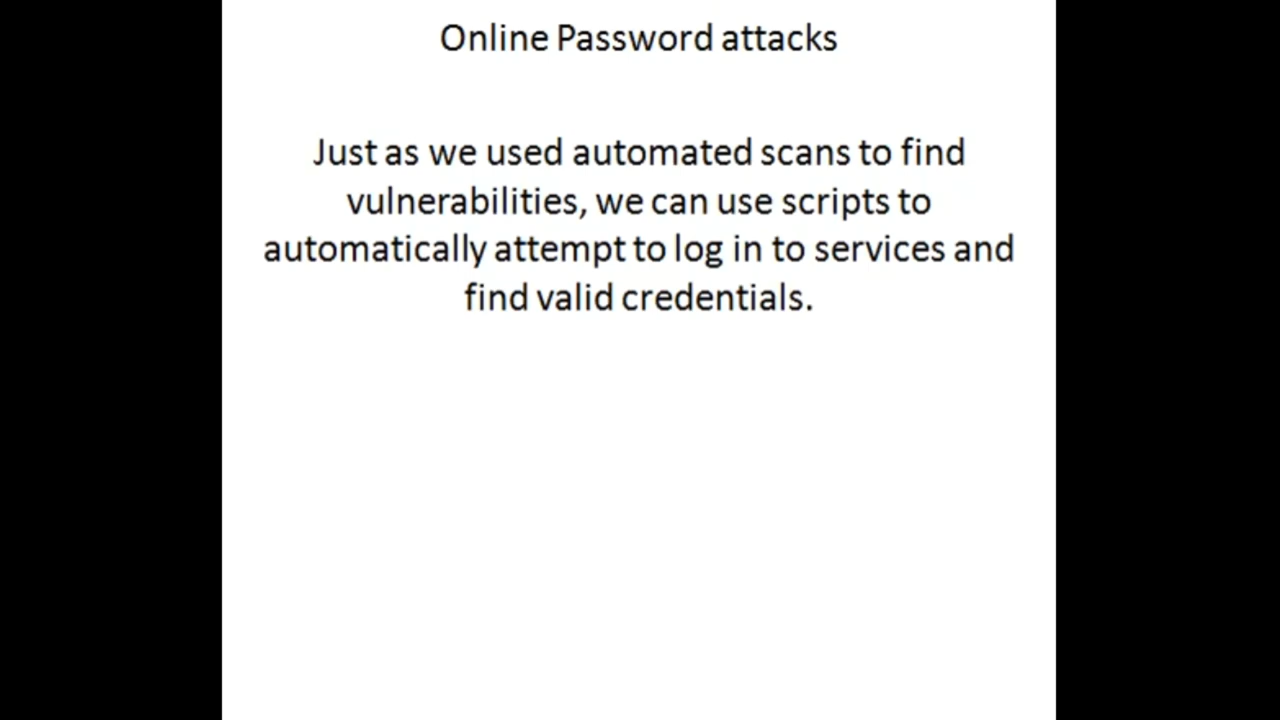 Online Password attacks
Just as we used automated scans to find
vulnerabilities, we can use scripts to
automatically attempt to log in to services and
find valid credentials.